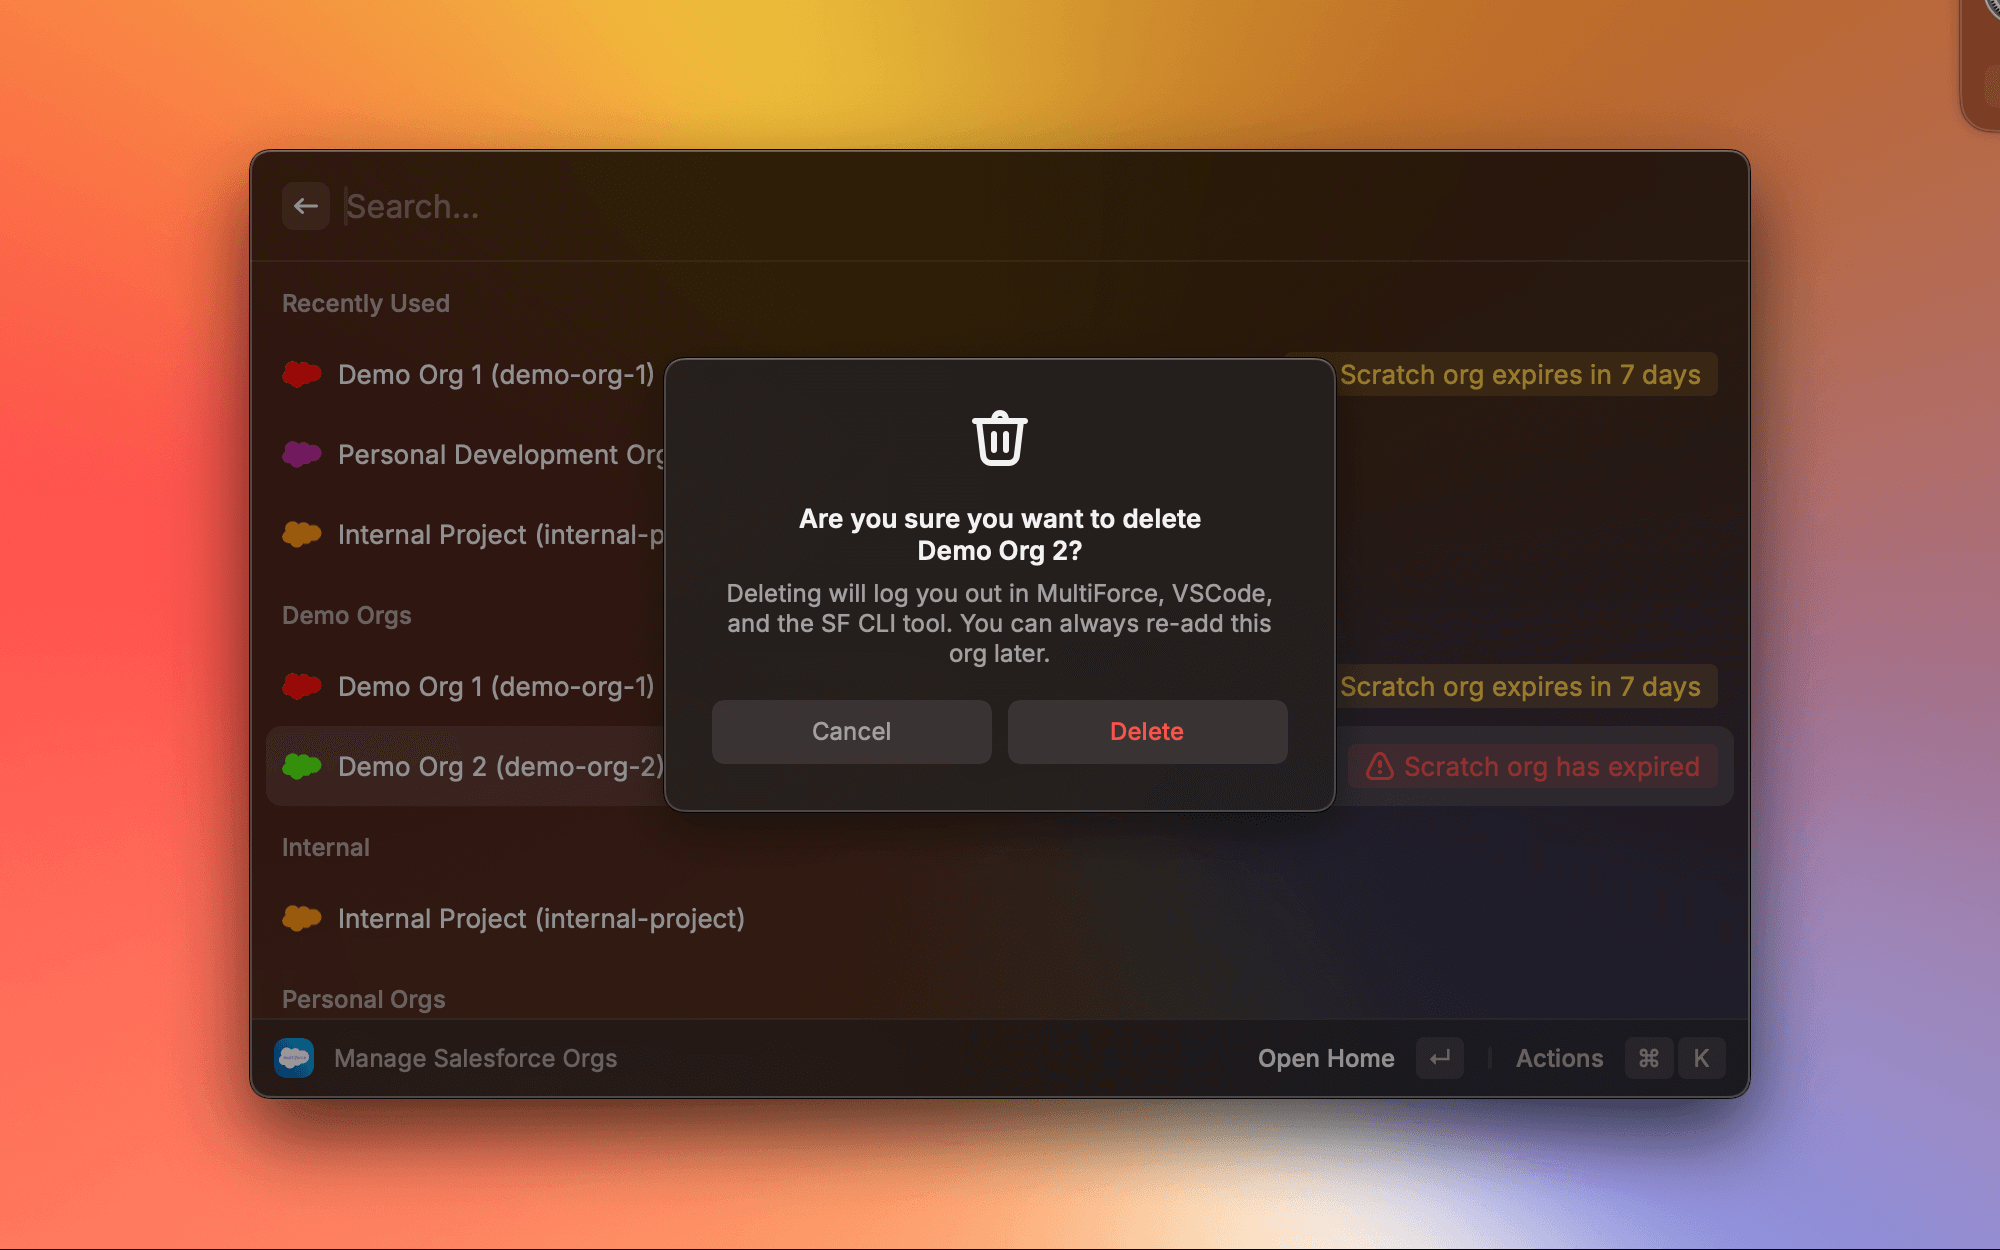 Search...
Recently Used
Demo Org 1 (demo-org-1)
Scratch org expires in 7 days
Personal Development Org
Internal Project (internal-p
Demo Orgs
Demo Org 1 (demo-org-1)
Scratch org expires in 7 days
Demo Org 2 (demo-org-2)
Scratch org has expired
Internal
Internal Project (internal-project)
Personal Orgs
Are you sure you want to delete
Demo Org 2?
Deleting will log you out in MultiForce, VSCode,
and the SF CLI tool. You can always re-add this
org later.
Cancel
Delete
Manage Salesforce Orgs
Open Home
Actions
⌘
K